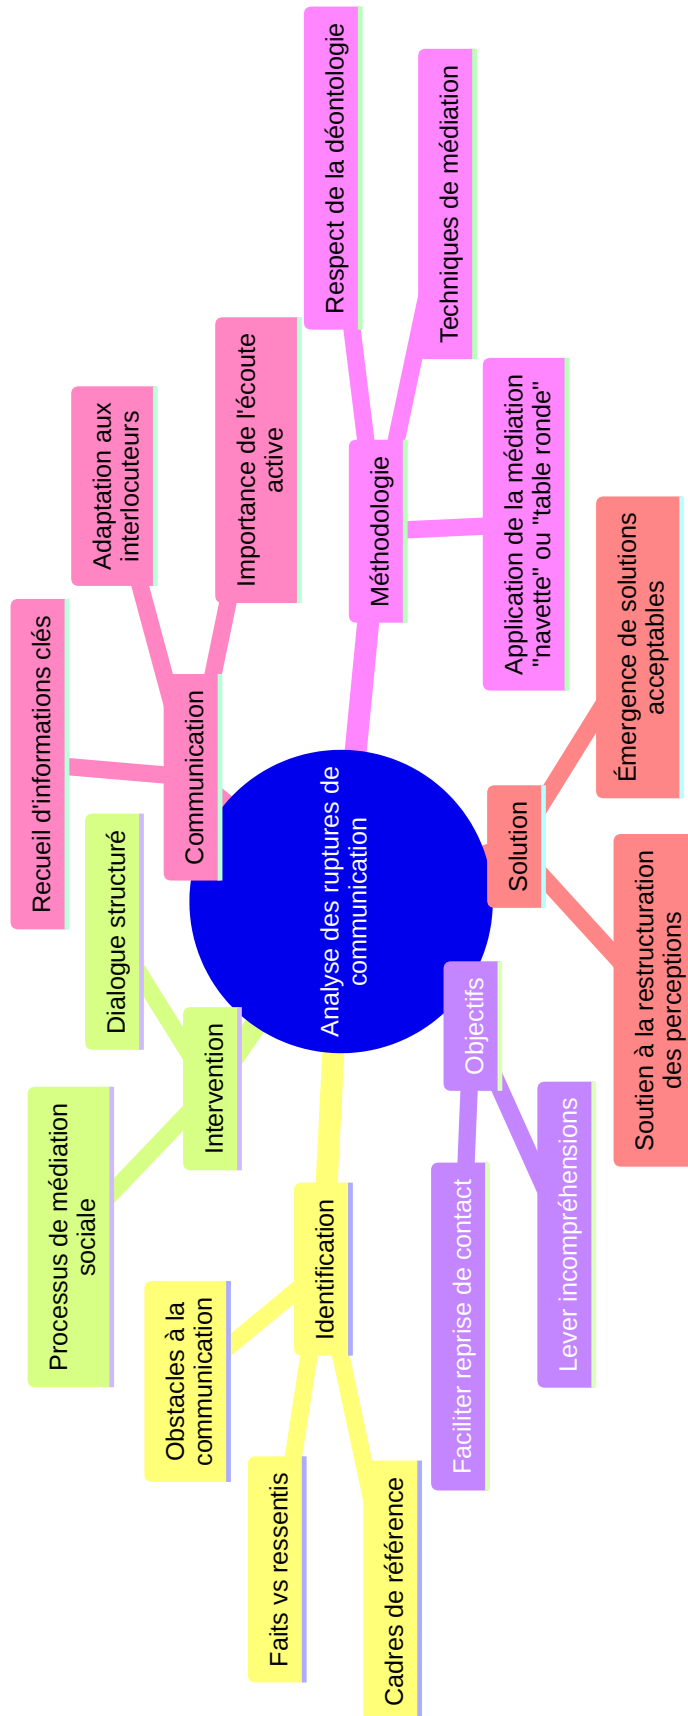 Analyse des ruptures de
communication
Identification
Obstacles à la
communication
Faits vs ressentis
Cadres de référence
Intervention
Processus de médiation
sociale
Dialogue structuré
Communication
Recueil d'informations clés
Adaptation aux
interlocuteurs
Importance de l'écoute
active
Méthodologie
Respect de la déontologie
Techniques de médiation
Application de la médiation
"navette" ou "table ronde"
Solution
Émergence de solutions
acceptables
Soutien à la restructuration
des perceptions
Objectifs
Faciliter reprise de contact
Lever incompréhensions